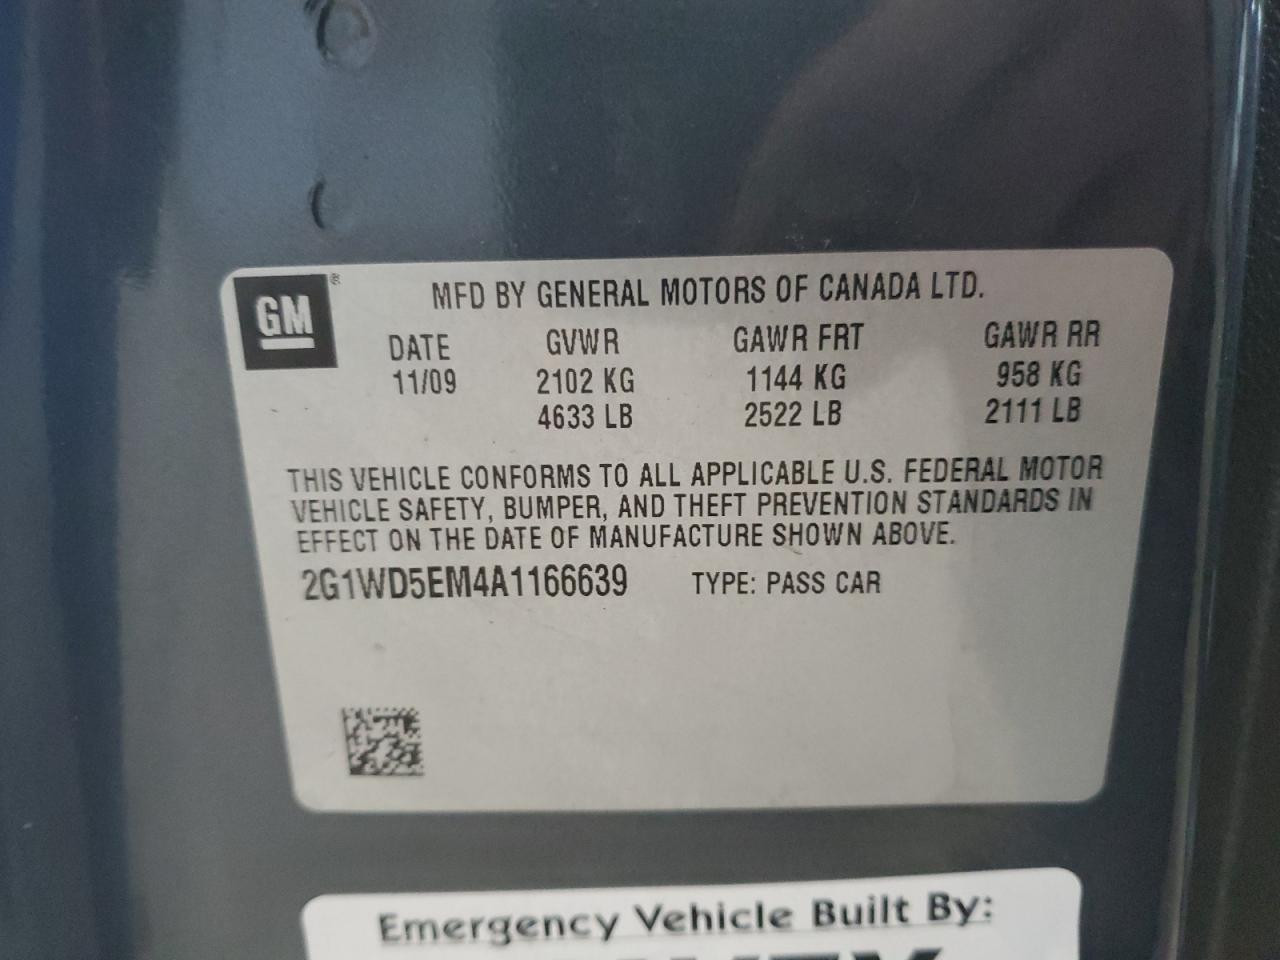 GM®
MFD BY GENERAL MOTORS OF CANADA LTD.
DATE GVWR GAWR FRT GAWR RR
11/09 2102 KG 1144 KG 958 KG
4633 LB 2522 LB 2111 LB
THIS VEHICLE CONFORMS TO ALL APPLICABLE U.S. FEDERAL MOTOR
VEHICLE SAFETY, BUMPER, AND THEFT PREVENTION STANDARDS IN
EFFECT ON THE DATE OF MANUFACTURE SHOWN ABOVE.
2G1WD5EM4A1166639 TYPE: PASS CAR
Emergency Vehicle Built By: